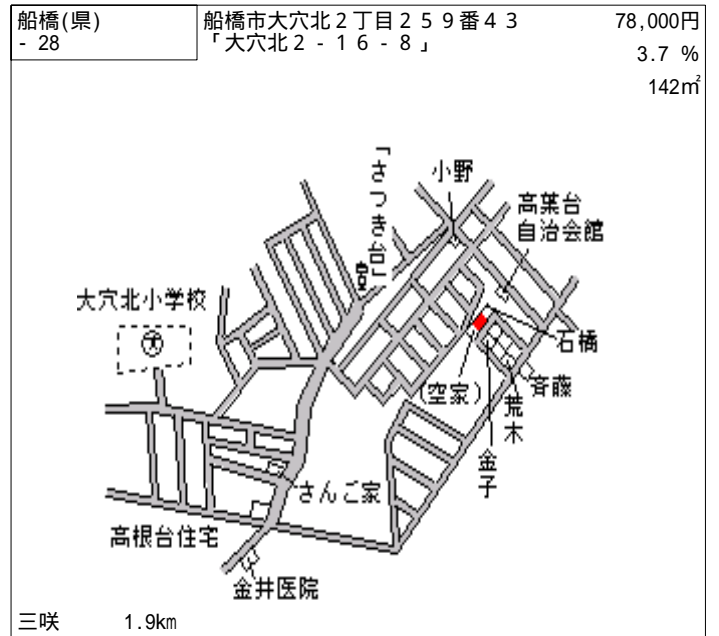 船橋(県)
- 28
船橋市大穴北２丁目２５９番４３
「大穴北２‐１６‐８」
78,000円
3.7 %
142㎡
「さつき台」
小野
高葉台
自治会館
大穴北小学校
石橋
(空家)
斉藤
荒木
金子
さんご家
高根台住宅
金井医院
三咲 1.9km